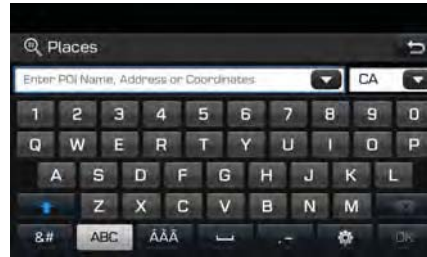 Places
Enter POI Name, Address or Coordinates CA
1 2 3 4 5 6 7 8 9 0
Q W E R T Y U I O P
A S D F G H J K L
Z X C V B N M
&# ABC ÁÀÂ .- OK